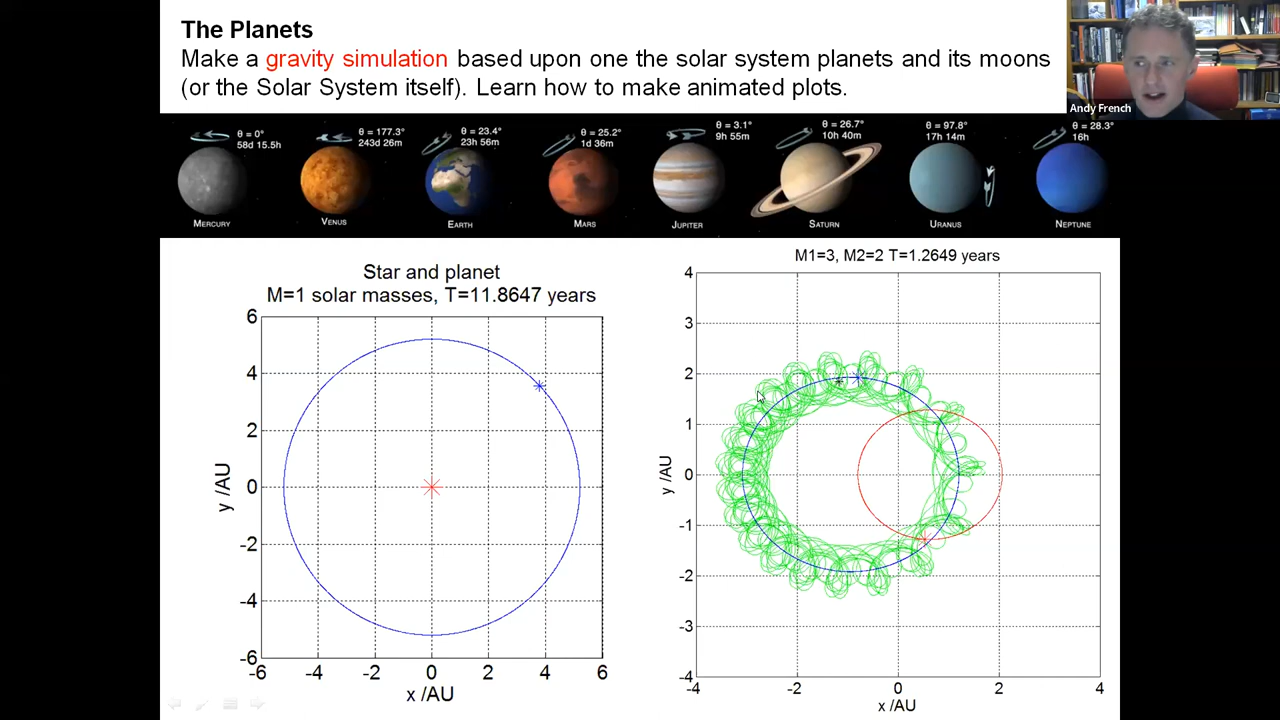 The Planets
Make a gravity simulation based upon one the solar system planets and its moons
(or the Solar System itself). Learn how to make animated plots.
Andy French
θ = 0°
58d 15.5h
θ = 177.3°
243d 26m
θ = 23.4°
23h 56m
θ = 25.2°
1d 36m
θ = 3.1°
9h 55m
θ = 26.7°
10h 40m
θ = 97.8°
17h 14m
θ = 28.3°
16h
MERCURY
VENUS
EARTH
MARS
JUPITER
SATURN
URANUS
NEPTUNE
Star and planet
M=1 solar masses, T=11.8647 years
6
4
2
0
-2
-4
-6
y /AU
-6 -4 -2 0 2 4 6
x /AU
M1=3, M2=2 T=1.2649 years
4
3
2
1
0
-1
-2
-3
-4
y /AU
-4 -2 0 2 4
x /AU